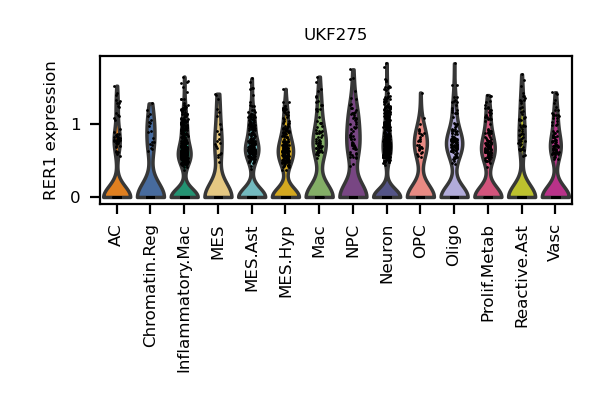 UKF275
RER1 expression
1
0
AC
Chromatin.Reg
Inflammatory.Mac
MES
MES.Ast
MES.Hyp
Mac
NPC
Neuron
OPC
Oligo
Prolif.Metab
Reactive.Ast
Vasc